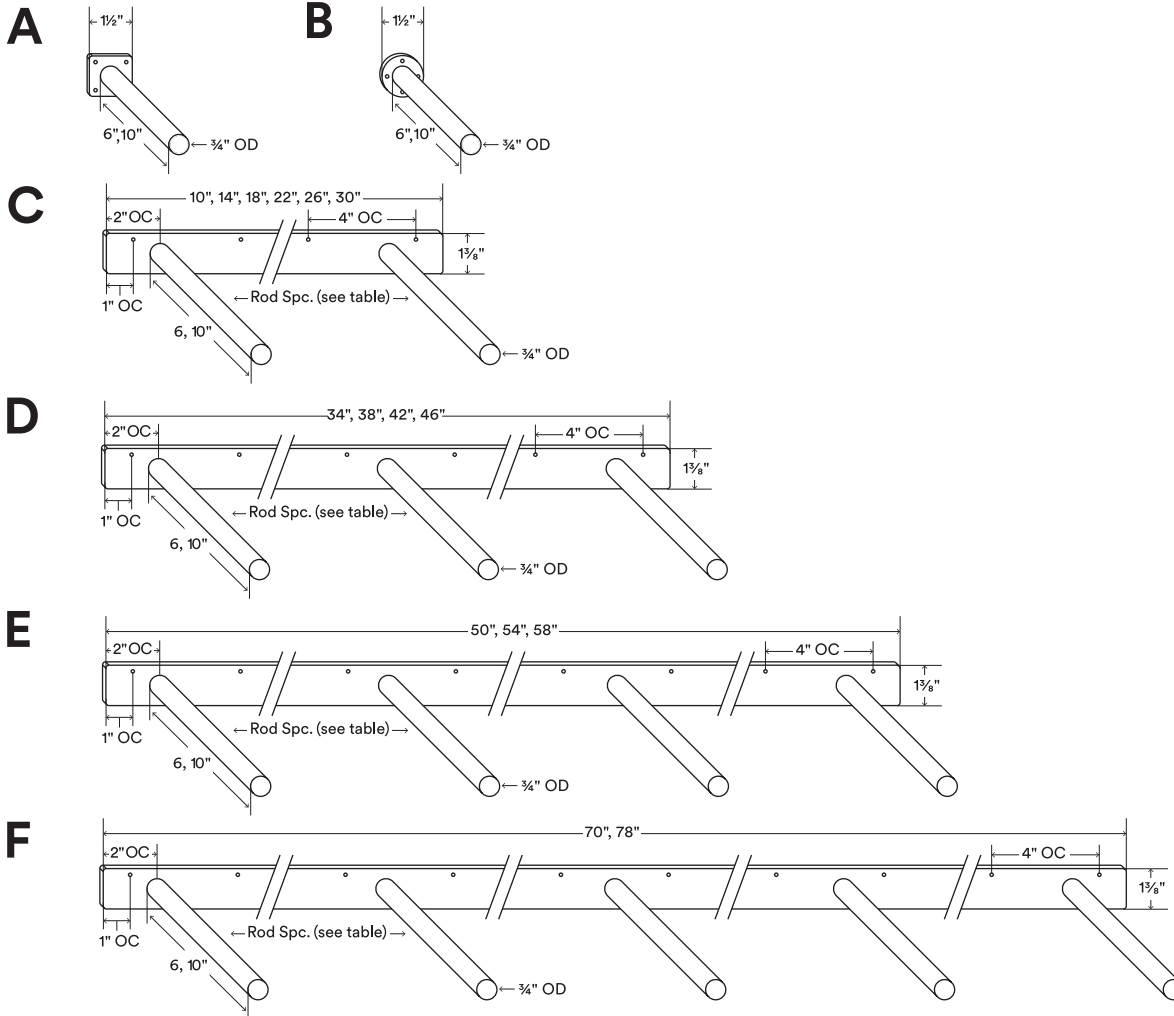 A
1½"
6",10"
¾" OD
B
1½"
6",10"
¾" OD
C
10", 14", 18", 22", 26", 30"
2"OC
4" OC
1⅜"
1" OC
Rod Spc. (see table)
6, 10"
¾" OD
D
34", 38", 42", 46"
2"OC
4" OC
1⅜"
1" OC
Rod Spc. (see table)
6, 10"
¾" OD
E
50", 54", 58"
2"OC
4" OC
1⅜"
1" OC
Rod Spc. (see table)
6, 10"
¾" OD
F
70", 78"
2"OC
4" OC
1⅜"
1" OC
Rod Spc. (see table)
6, 10"
¾" OD